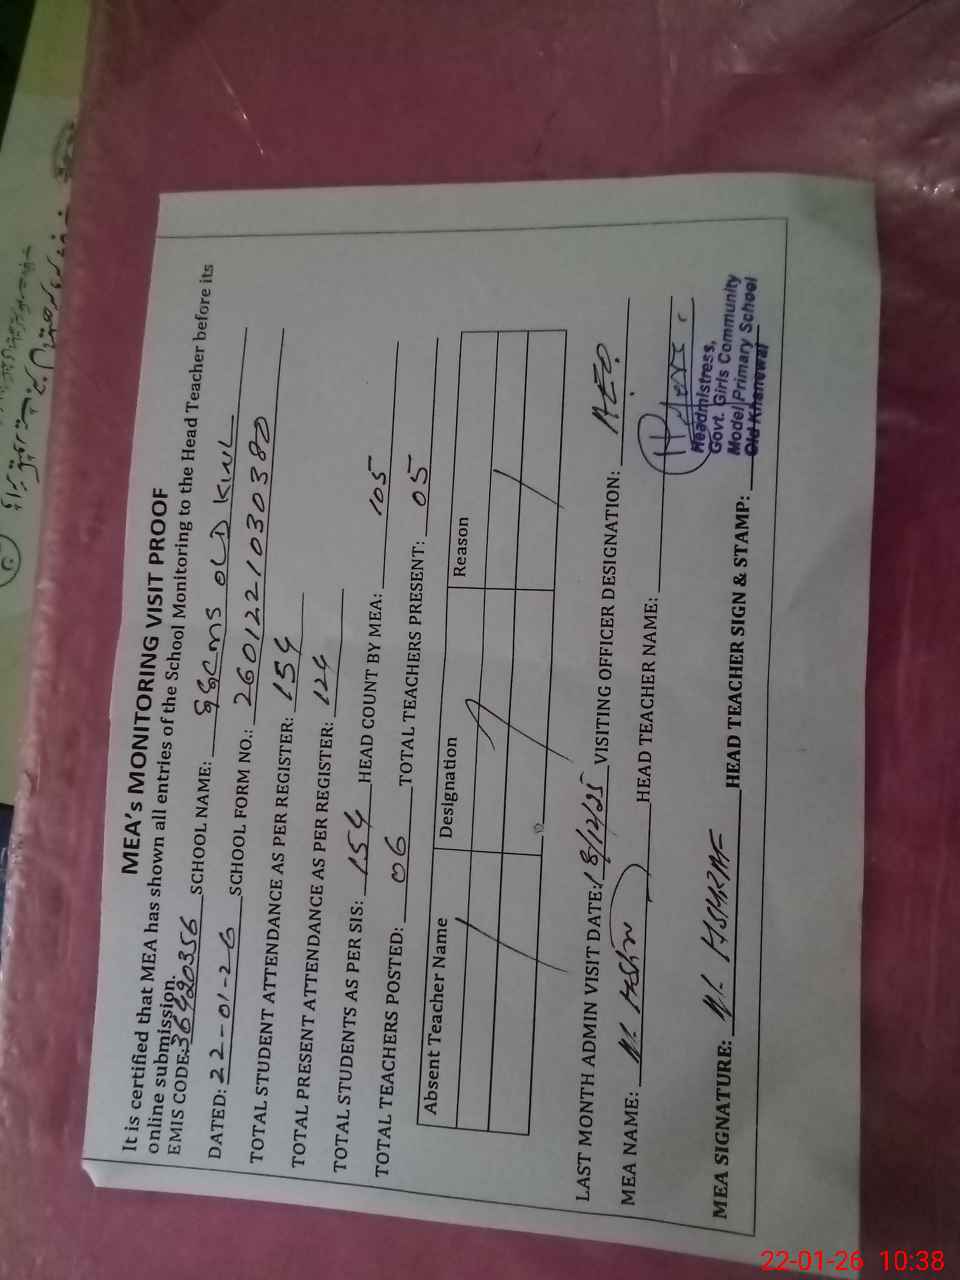 MEA's MONITORING VISIT PROOF
It is certified that MEA has shown all entries of the School Monitoring to the Head Teacher before its
online submission.
EMIS CODE: 36420356 SCHOOL NAME: GGCMS OLD KWL
DATED: 22-01-26 SCHOOL FORM NO.: 2601221030380
TOTAL STUDENT ATTENDANCE AS PER REGISTER: 154
TOTAL PRESENT ATTENDANCE AS PER REGISTER: 124
TOTAL STUDENTS AS PER SIS: 154 HEAD COUNT BY MEA: 105
TOTAL TEACHERS POSTED: 06 TOTAL TEACHERS PRESENT: 05
Absent Teacher Name Designation Reason
LAST MONTH ADMIN VISIT DATE: 18/12/25 VISITING OFFICER DESIGNATION: A.E.O.
MEA NAME: HEAD TEACHER NAME:
MEA SIGNATURE: HEAD TEACHER SIGN & STAMP:
Headmistress,
Govt. Girls Community
Model Primary School
Old Khanewal
22-01-26 10:38